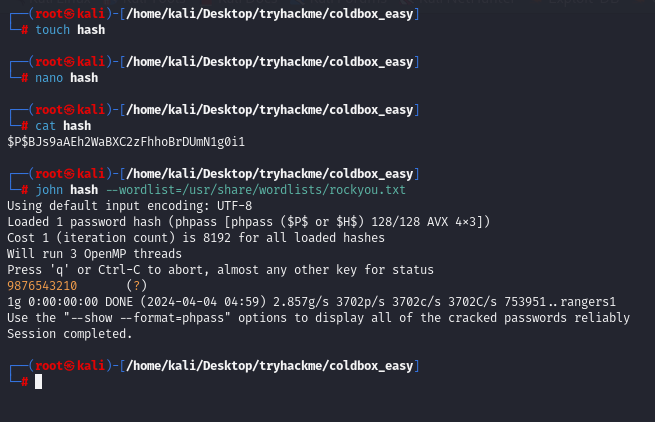 ┌──(root㉿kali)-[/home/kali/Desktop/tryhackme/coldbox_easy]
└─# touch hash
┌──(root㉿kali)-[/home/kali/Desktop/tryhackme/coldbox_easy]
└─# nano hash
┌──(root㉿kali)-[/home/kali/Desktop/tryhackme/coldbox_easy]
└─# cat hash
$P$BJs9aAEh2WaBXC2zFhhoBrDUmN1g0i1
┌──(root㉿kali)-[/home/kali/Desktop/tryhackme/coldbox_easy]
└─# john hash --wordlist=/usr/share/wordlists/rockyou.txt
Using default input encoding: UTF-8
Loaded 1 password hash (phpass [phpass ($P$ or $H$) 128/128 AVX 4×3])
Cost 1 (iteration count) is 8192 for all loaded hashes
Will run 3 OpenMP threads
Press 'q' or Ctrl-C to abort, almost any other key for status
9876543210       (?)
1g 0:00:00:00 DONE (2024-04-04 04:59) 2.857g/s 3702p/s 3702c/s 3702C/s 753951..rangers1
Use the "--show --format=phpass" options to display all of the cracked passwords reliably
Session completed.
┌──(root㉿kali)-[/home/kali/Desktop/tryhackme/coldbox_easy]
└─#